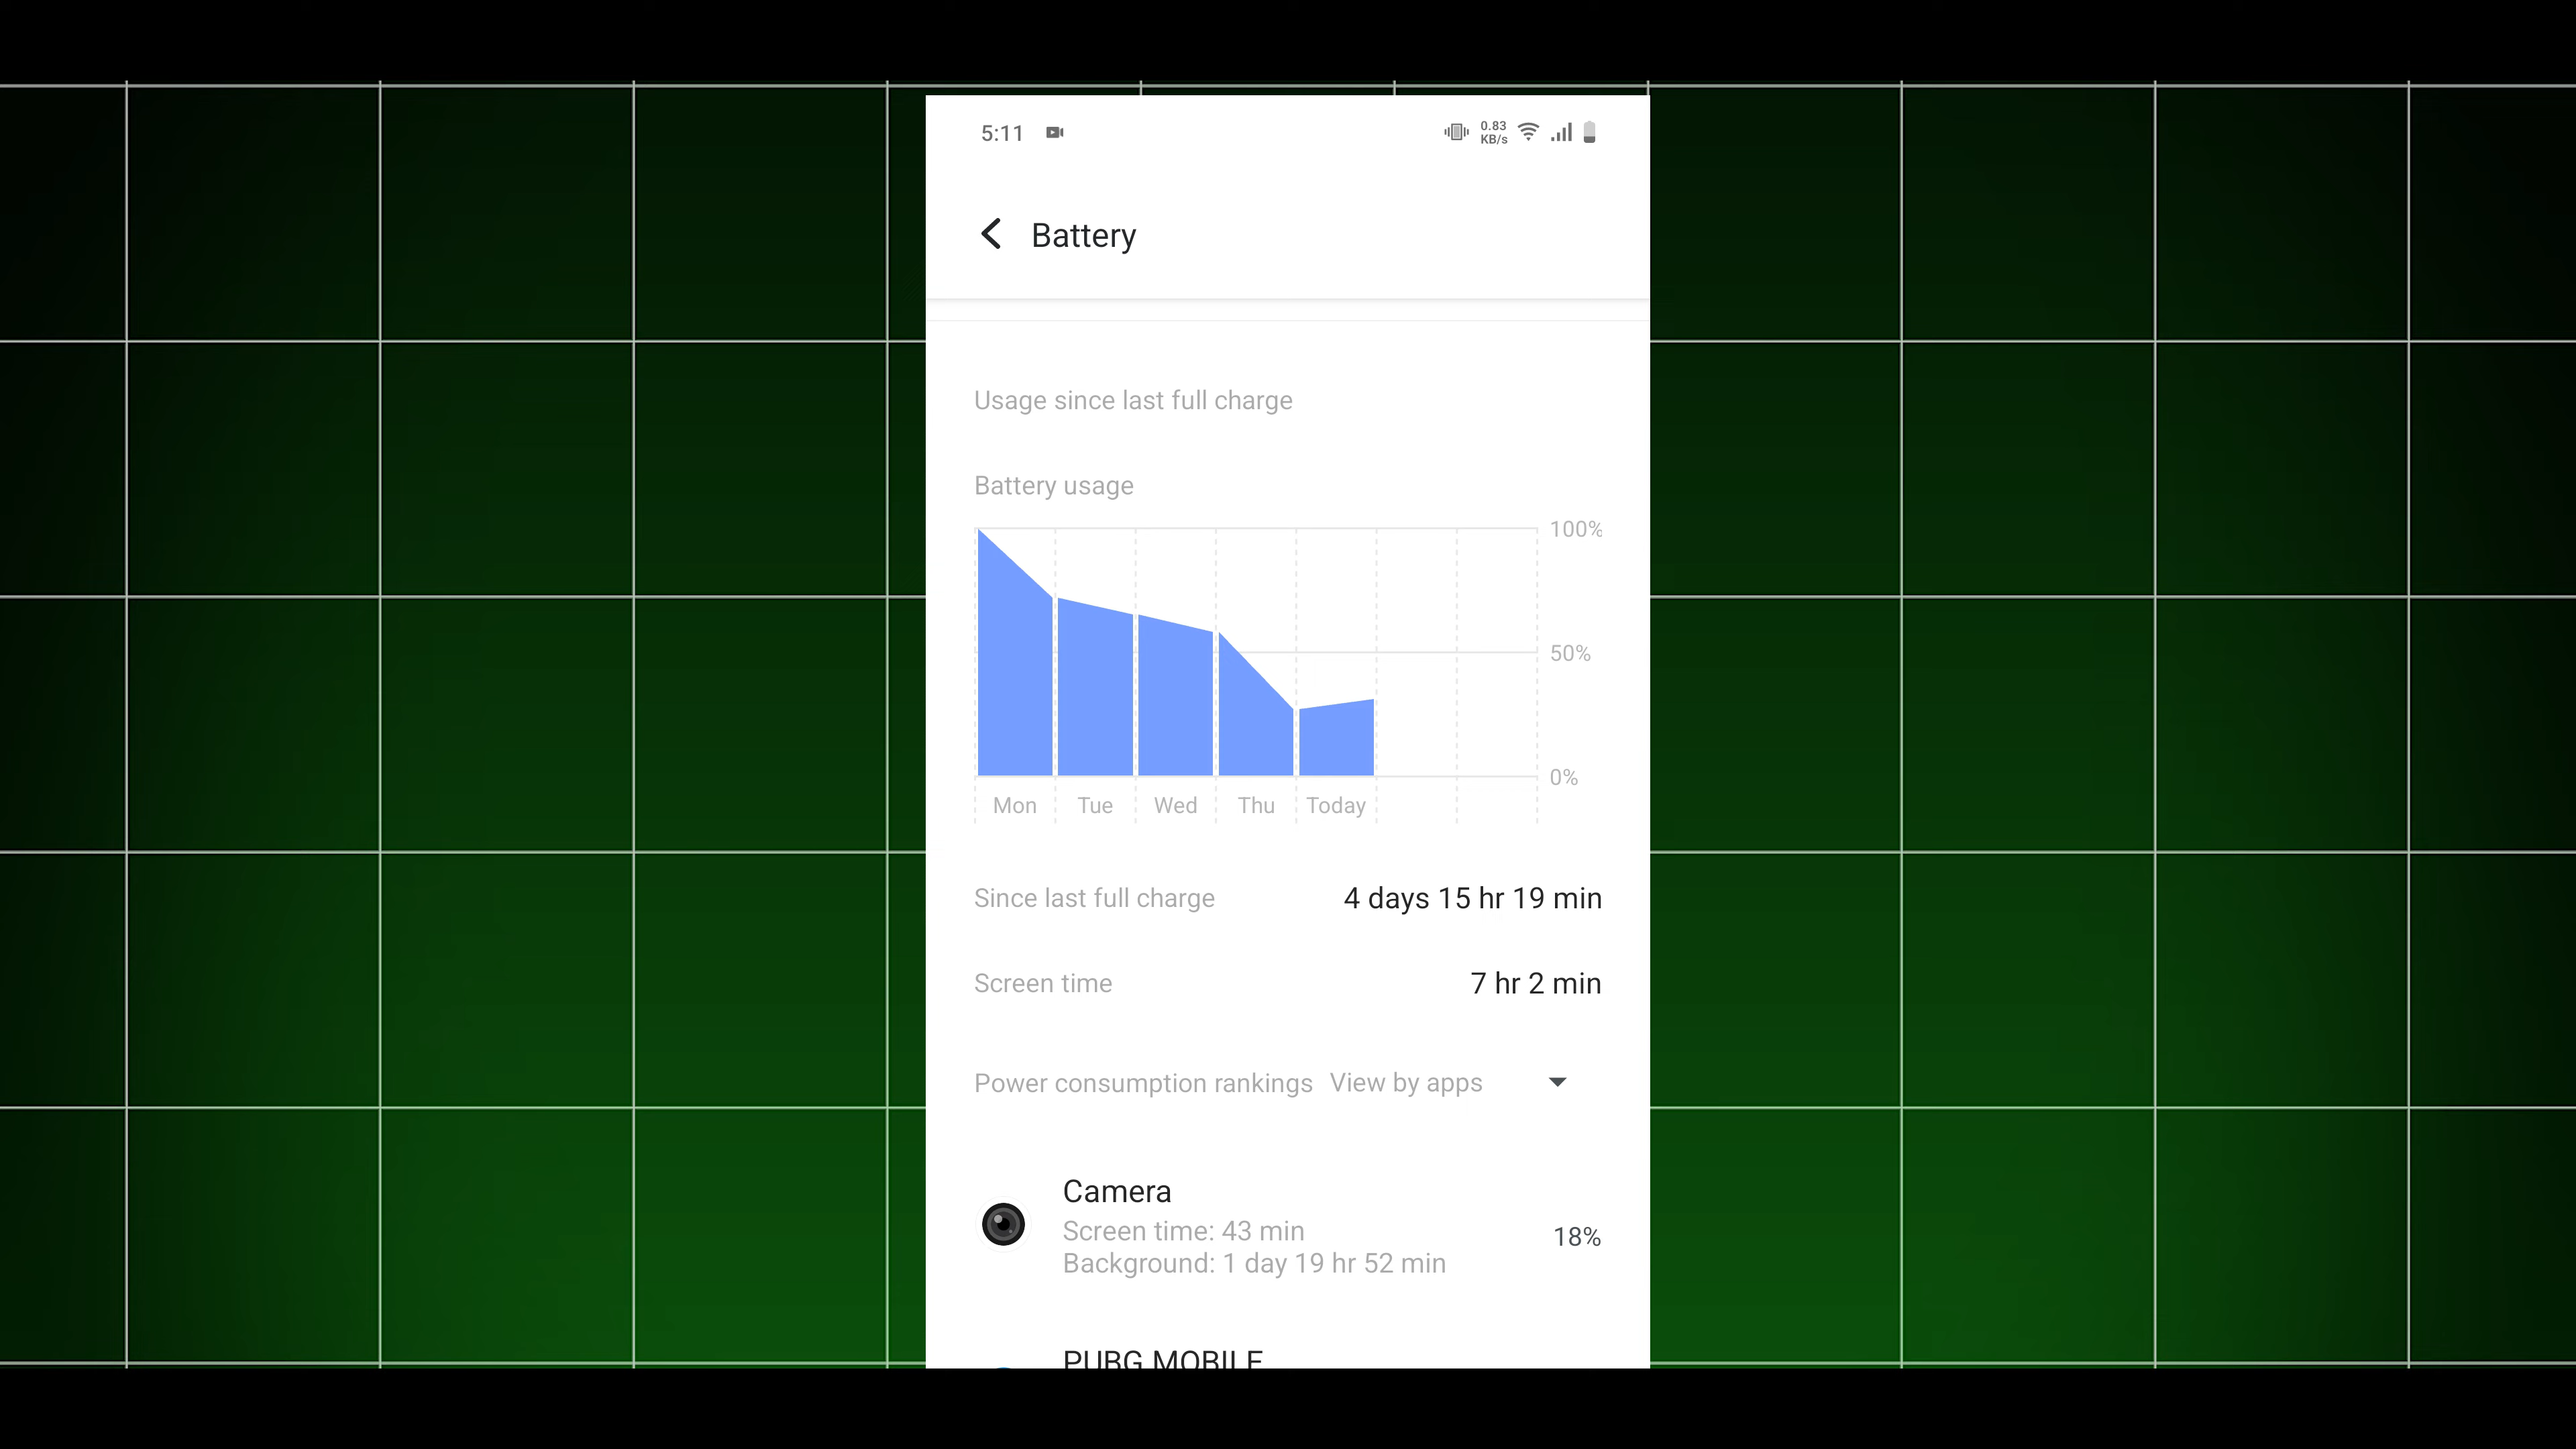 5:11
0.83
KB/s
Battery
Usage since last full charge
Battery usage
100%
50%
0%
Mon Tue Wed Thu Today
Since last full charge 4 days 15 hr 19 min
Screen time 7 hr 2 min
Power consumption rankings View by apps
Camera
Screen time: 43 min
18%
Background: 1 day 19 hr 52 min
PUBG MOBILE